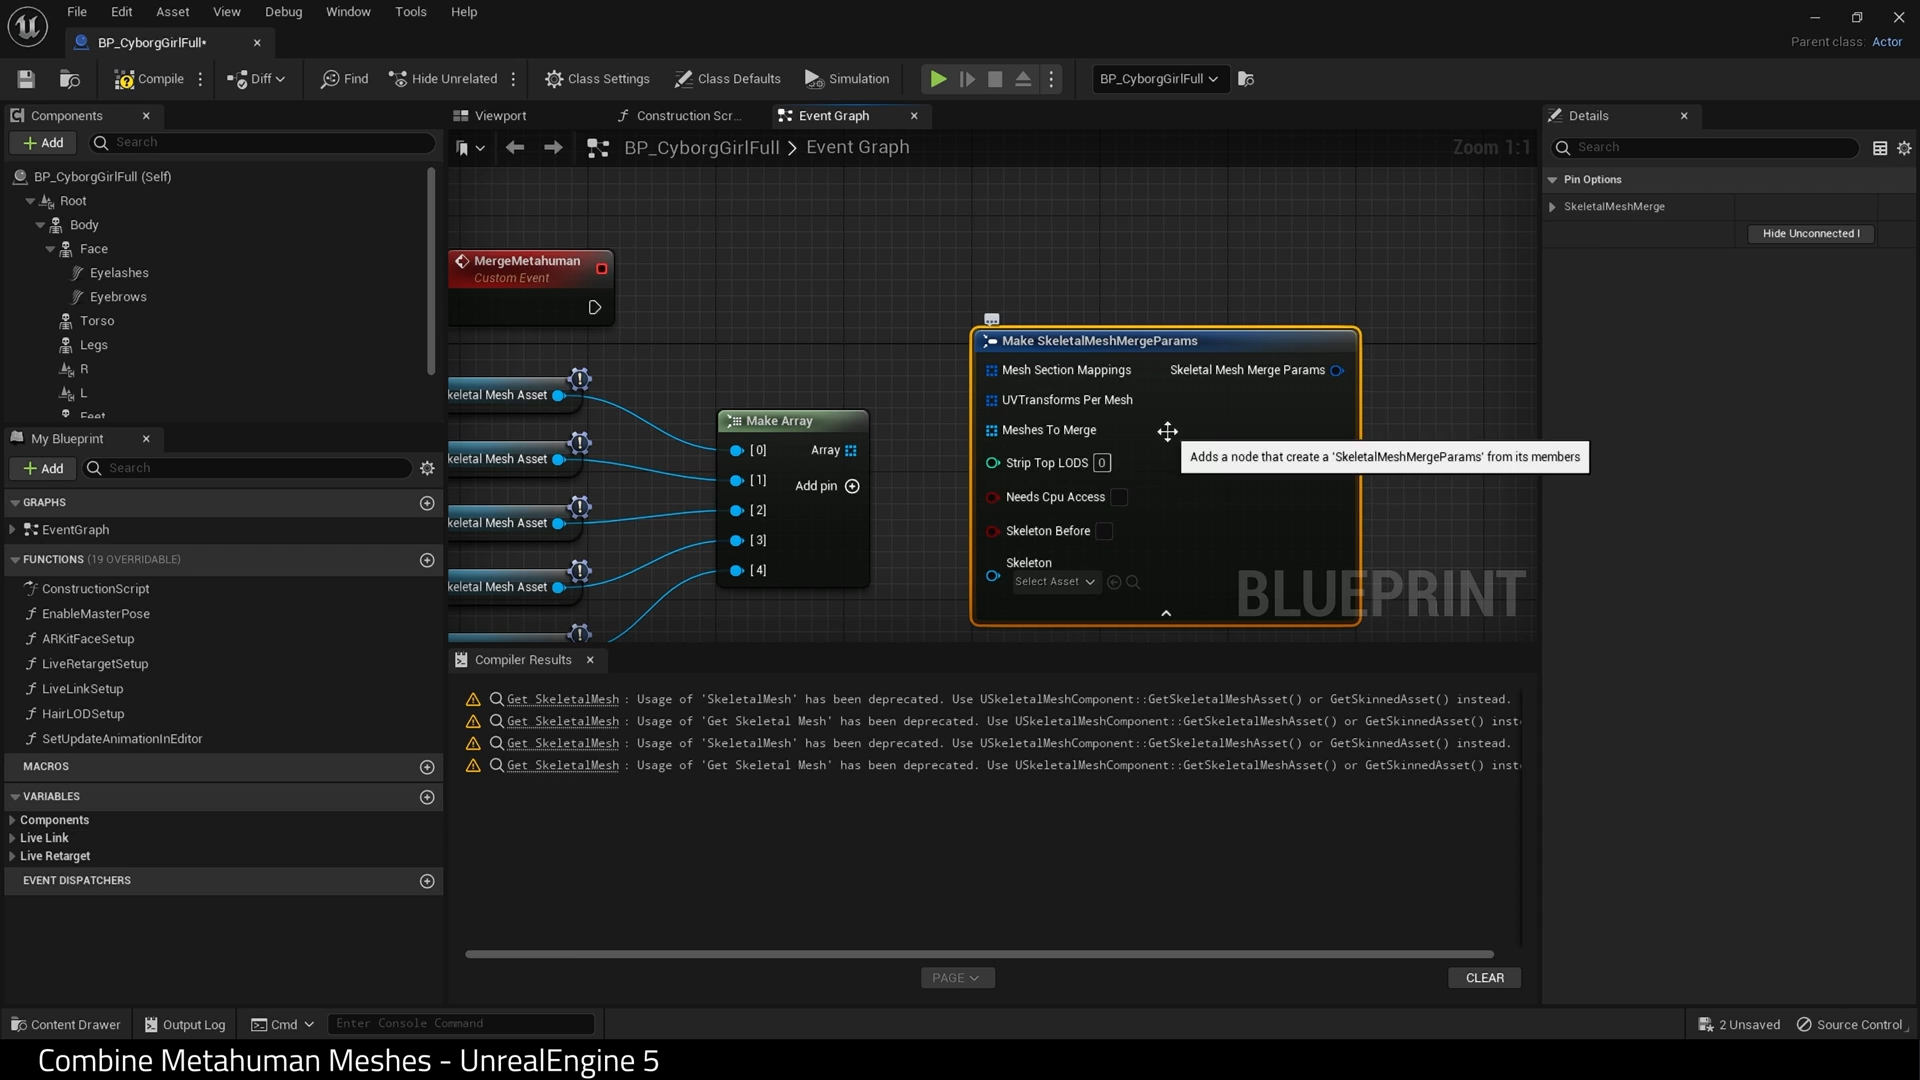 File Edit Asset View Debug Window Tools Help
BP_CyborgGirlFull*
Parent class: Actor
Compile Diff Find Hide Unrelated Class Settings Class Defaults Simulation BP_CyborgGirlFull
Components
Add Search
BP_CyborgGirlFull (Self)
Root
Body
Face
Eyelashes
Eyebrows
Torso
Legs
R
L
Feet
My Blueprint
Add Search
GRAPHS
EventGraph
FUNCTIONS (19 OVERRIDABLE)
ConstructionScript
EnableMasterPose
ARKitFaceSetup
LiveRetargetSetup
LiveLinkSetup
HairLODSetup
SetUpdateAnimationInEditor
MACROS
VARIABLES
Components
Live Link
Live Retarget
EVENT DISPATCHERS
Viewport Construction Scr... Event Graph
BP_CyborgGirlFull > Event Graph
Zoom 1:1
MergeMetahuman
Custom Event
keletal Mesh Asset
keletal Mesh Asset
keletal Mesh Asset
keletal Mesh Asset
Make Array
[0] Array
[1]
Add pin
[2]
[3]
[4]
Make SkeletalMeshMergeParams
Mesh Section Mappings Skeletal Mesh Merge Params
UVTransforms Per Mesh
Meshes To Merge
Strip Top LODS 0
Needs Cpu Access
Skeleton Before
Skeleton
Select Asset
Adds a node that create a 'SkeletalMeshMergeParams' from its members
BLUEPRINT
Compiler Results
Get SkeletalMesh : Usage of 'SkeletalMesh' has been deprecated. Use USkeletalMeshComponent::GetSkeletalMeshAsset() or GetSkinnedAsset() instead.
Get SkeletalMesh : Usage of 'Get Skeletal Mesh' has been deprecated. Use USkeletalMeshComponent::GetSkeletalMeshAsset() or GetSkinnedAsset() inste
Get SkeletalMesh : Usage of 'SkeletalMesh' has been deprecated. Use USkeletalMeshComponent::GetSkeletalMeshAsset() or GetSkinnedAsset() instead.
Get SkeletalMesh : Usage of 'Get Skeletal Mesh' has been deprecated. Use USkeletalMeshComponent::GetSkeletalMeshAsset() or GetSkinnedAsset() inste
PAGE
CLEAR
Details
Search
Pin Options
SkeletalMeshMerge
Hide Unconnected I
Content Drawer Output Log Cmd Enter Console Command
2 Unsaved Source Control
Combine Metahuman Meshes - UnrealEngine 5